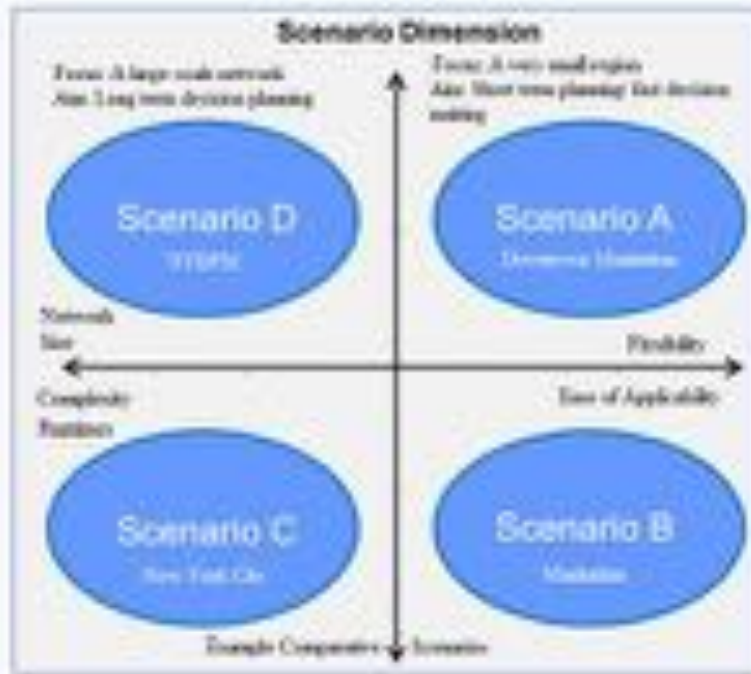 Scenario Dimension
Focus: A large scale network
Aim: Long term decision planning
Focus: A very small region
Aim: Short term planning/ fast decision
making
Scenario D
Scenario A
Downtown Manhattan
Network
Size
Flexibility
Complexity
Runtimes
Ease of Applicability
Scenario C
New York City
Scenario B
Manhattan
Example Comparative Scenarios